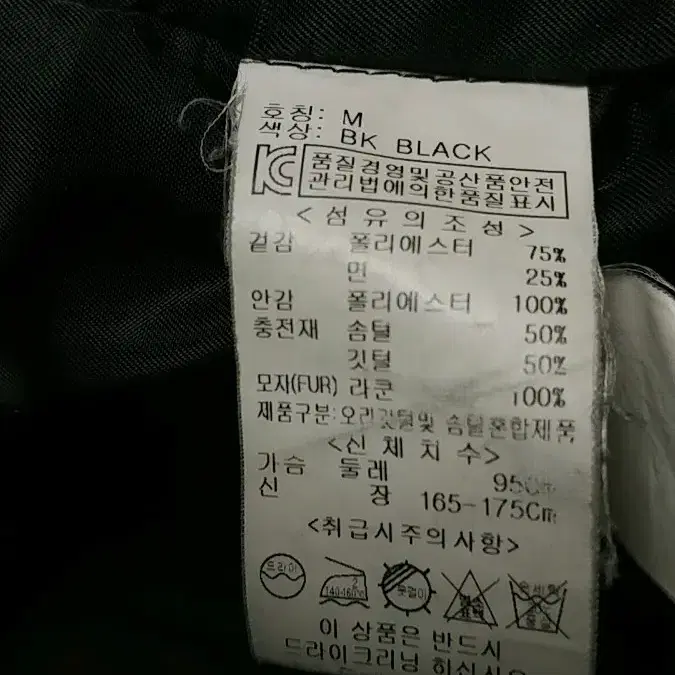 호칭: M
색상: BK BLACK
품질경영및공산품안전
관리법에의한품질표시
<섬유의조성>
겉감 폴리에스터 75%
면 25%
안감 폴리에스터 100%
충전재 솜털 50%
깃털 50%
모자(FUR) 라쿤 100%
제품구분:오리깃털및 솜털혼합제품
<신체치수>
가슴 둘레 95Cm
신 장 165-175Cm
<취급시주의사항>
드라이
2
140-160℃
옷걸이
이 상품은 반드시
드라이크리닝 하십시오